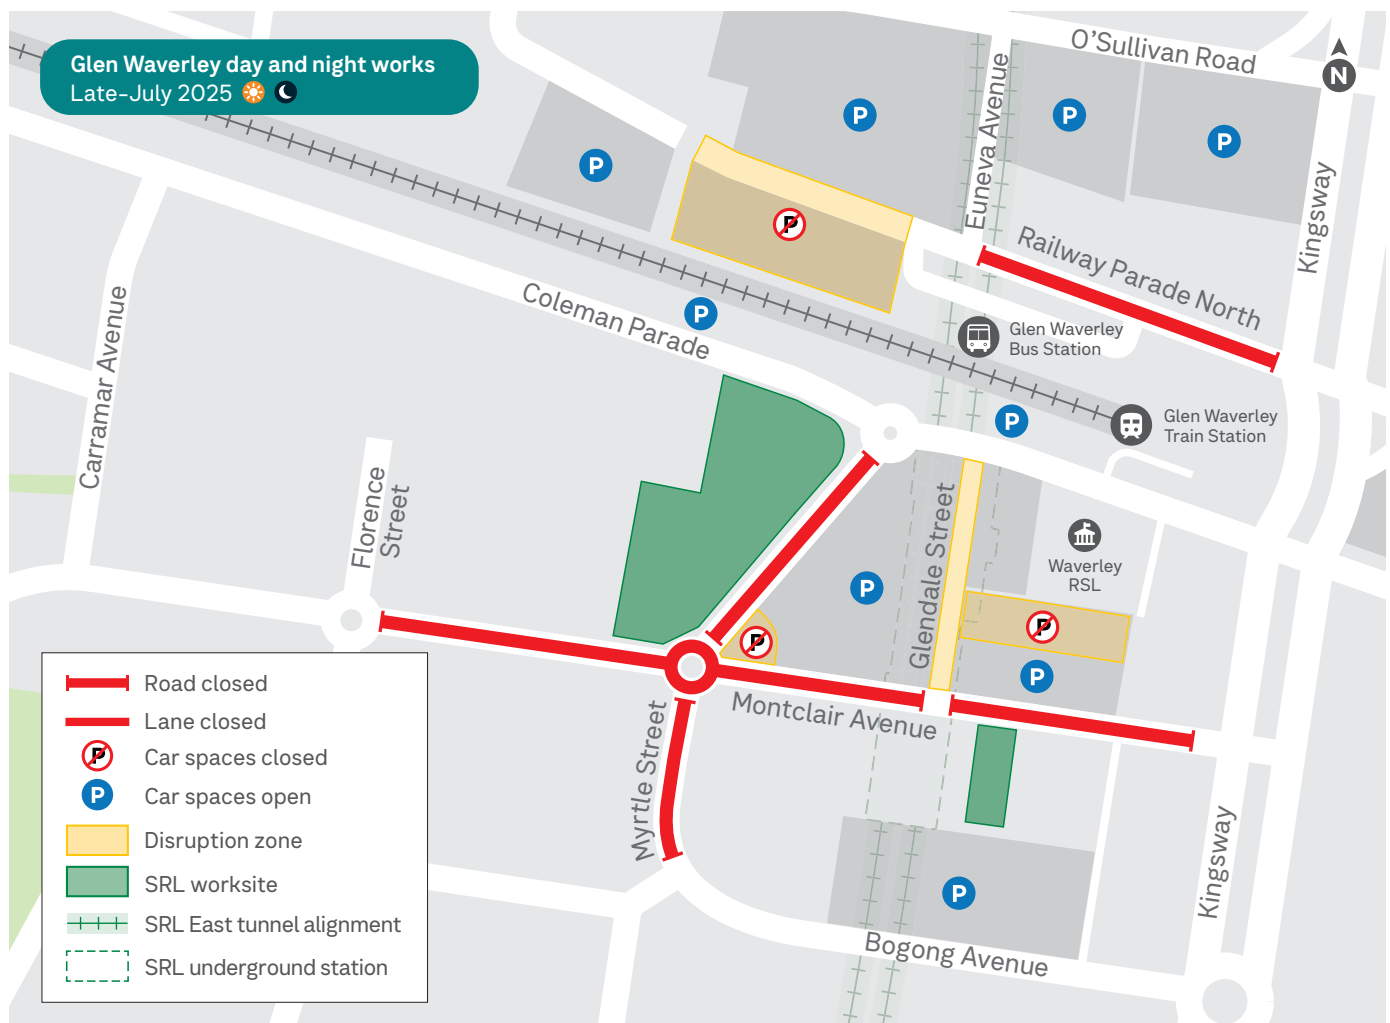 Glen Waverley day and night works
Late-July 2025
O'Sullivan Road
N
P
P
P
P
Euneva Avenue
Kingsway
P
Railway Parade North
Coleman Parade
P
Glen Waverley
Bus Station
Carramar Avenue
P
Glen Waverley
Train Station
Florence
Street
Glendale Street
Waverley
RSL
P
P
P
P
Montclair Avenue
Myrtle Street
Kingsway
P
Bogong Avenue
Road closed
Lane closed
P
Car spaces closed
P
Car spaces open
Disruption zone
SRL worksite
SRL East tunnel alignment
SRL underground station